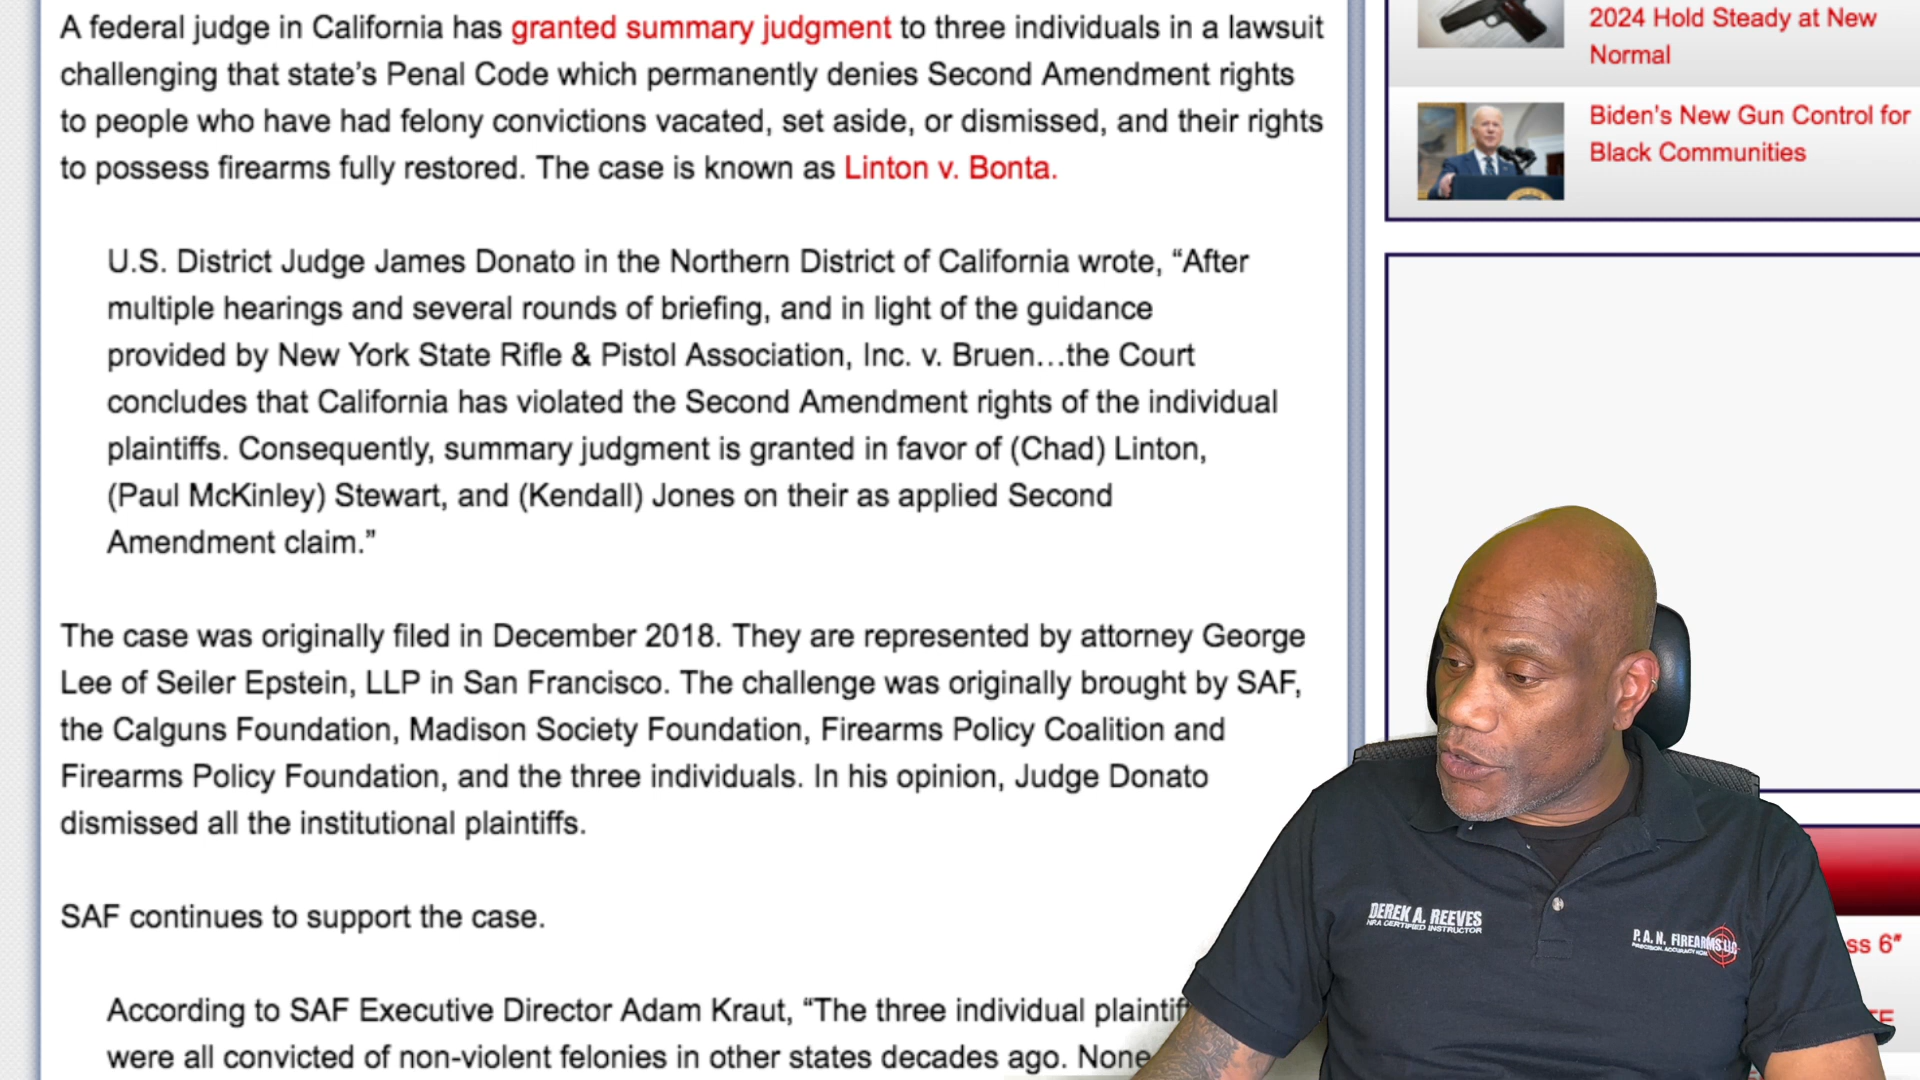 A federal judge in California has granted summary judgment to three individuals in a lawsuit
challenging that state's Penal Code which permanently denies Second Amendment rights
to people who have had felony convictions vacated, set aside, or dismissed, and their rights
to possess firearms fully restored. The case is known as Linton v. Bonta.
U.S. District Judge James Donato in the Northern District of California wrote, “After
multiple hearings and several rounds of briefing, and in light of the guidance
provided by New York State Rifle & Pistol Association, Inc. v. Bruen…the Court
concludes that California has violated the Second Amendment rights of the individual
plaintiffs. Consequently, summary judgment is granted in favor of (Chad) Linton,
(Paul McKinley) Stewart, and (Kendall) Jones on their as applied Second
Amendment claim.”
The case was originally filed in December 2018. They are represented by attorney George
Lee of Seiler Epstein, LLP in San Francisco. The challenge was originally brought by SAF,
the Calguns Foundation, Madison Society Foundation, Firearms Policy Coalition and
Firearms Policy Foundation, and the three individuals. In his opinion, Judge Donato
dismissed all the institutional plaintiffs.
SAF continues to support the case.
According to SAF Executive Director Adam Kraut, “The three individual plaintif
were all convicted of non-violent felonies in other states decades ago. None
2024 Hold Steady at New
Normal
Biden's New Gun Control for
Black Communities
ss 6″
DEREK A. REEVES
NRA CERTIFIED INSTRUCTOR
P.A.N. FIREARMS LLC